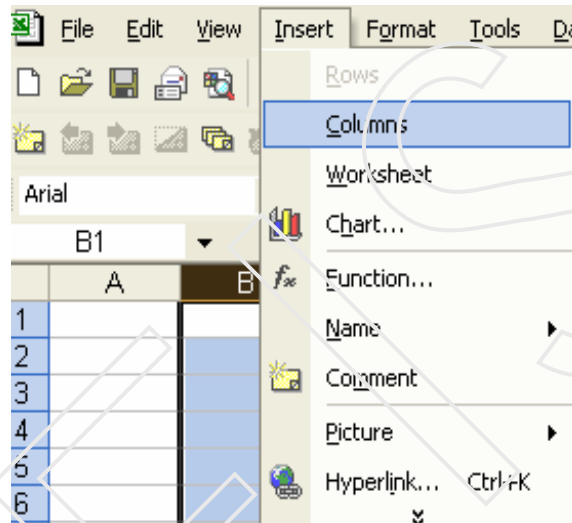 File Edit View Insert Format Tools Da
Rows
Columns
Worksheet
Arial
Chart...
B1
A B
Function...
1
Name
2
Comment
3
4
Picture
5
Hyperlink... Ctrl+K
6